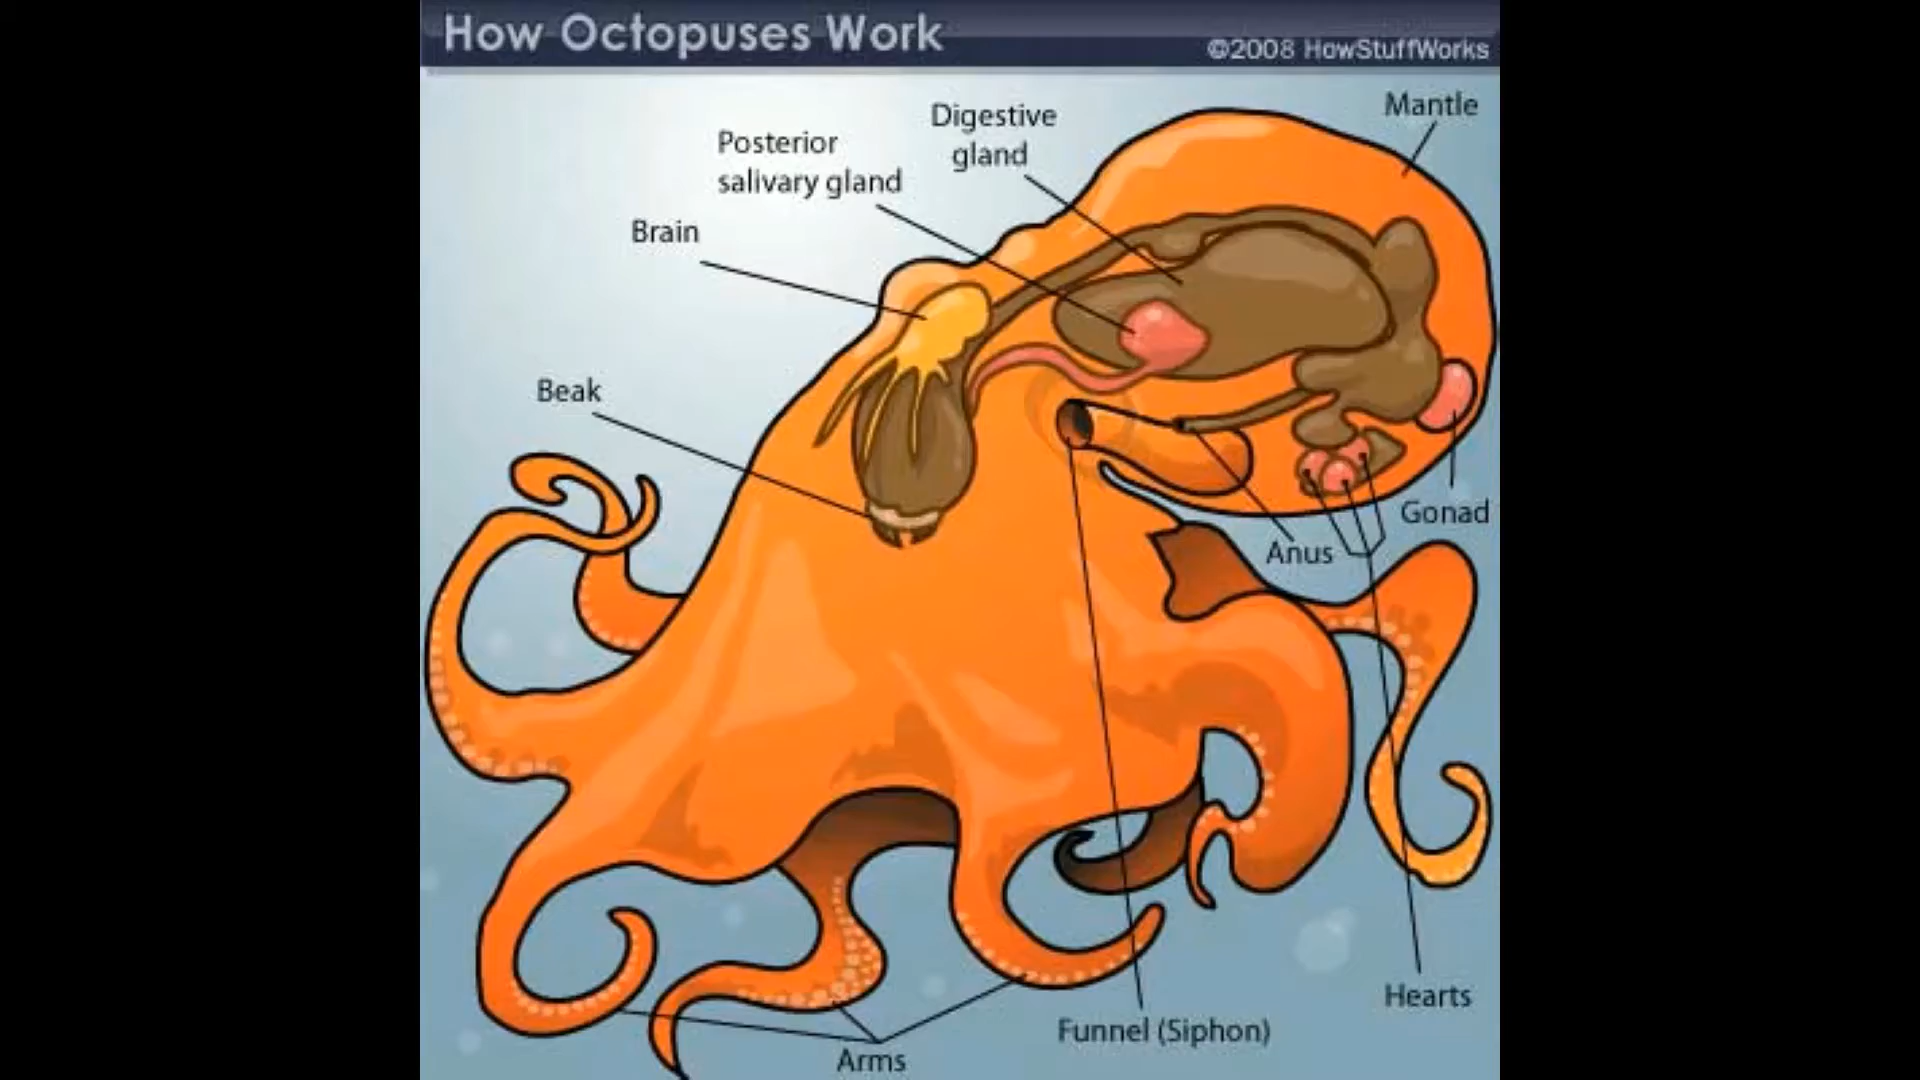 How Octopuses Work
©2008 HowStuffWorks
Mantle
Digestive
gland
Posterior
salivary gland
Brain
Beak
Gonad
Anus
Hearts
Funnel (Siphon)
Arms